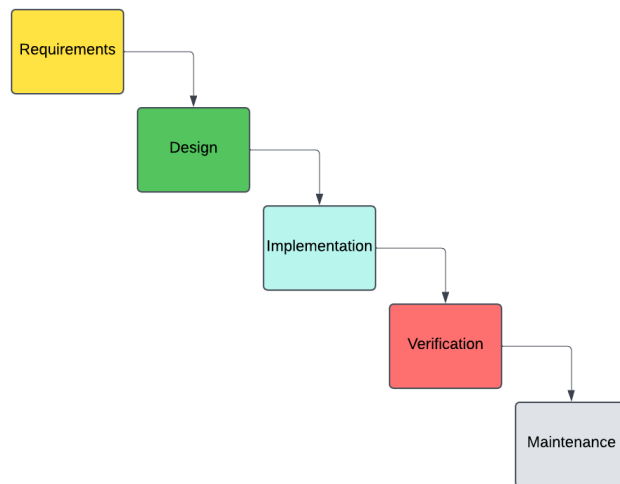 Requirements
Design
Implementation
Verification
Maintenance